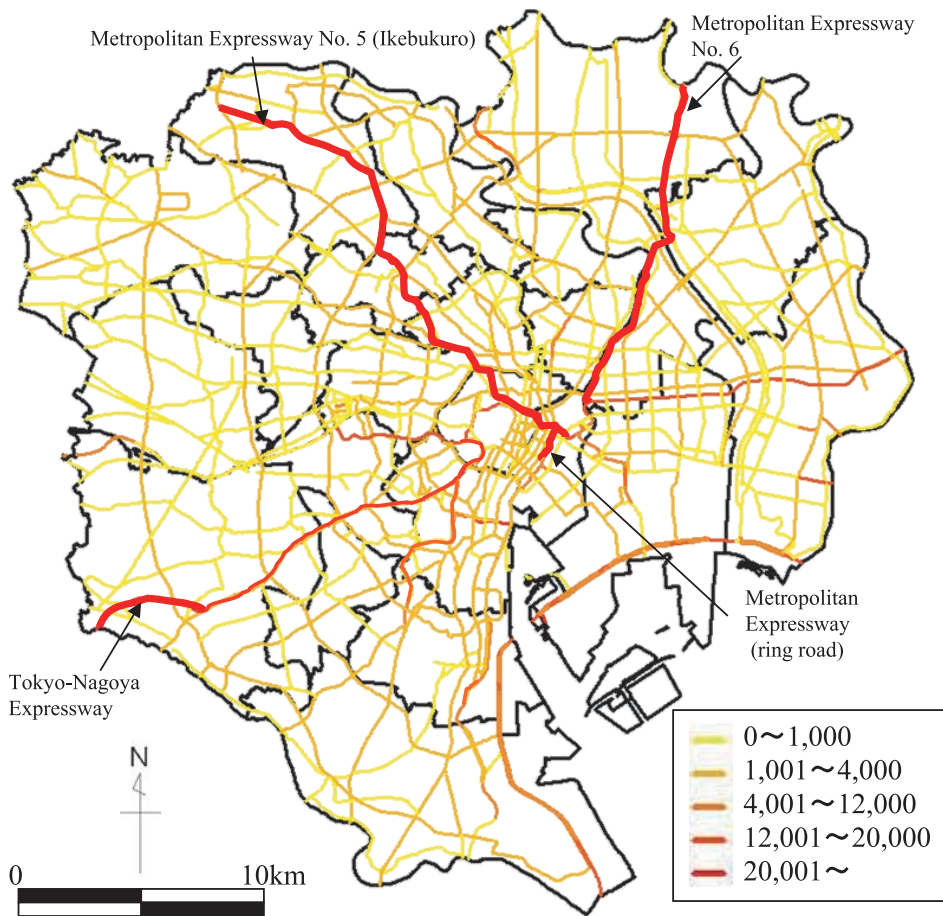 Metropolitan Expressway No. 5 (Ikebukuro)
Metropolitan Expressway
No. 6
Metropolitan
Expressway
(ring road)
Tokyo-Nagoya
Expressway
N
0 10km
0～1,000
1,001～4,000
4,001～12,000
12,001～20,000
20,001～